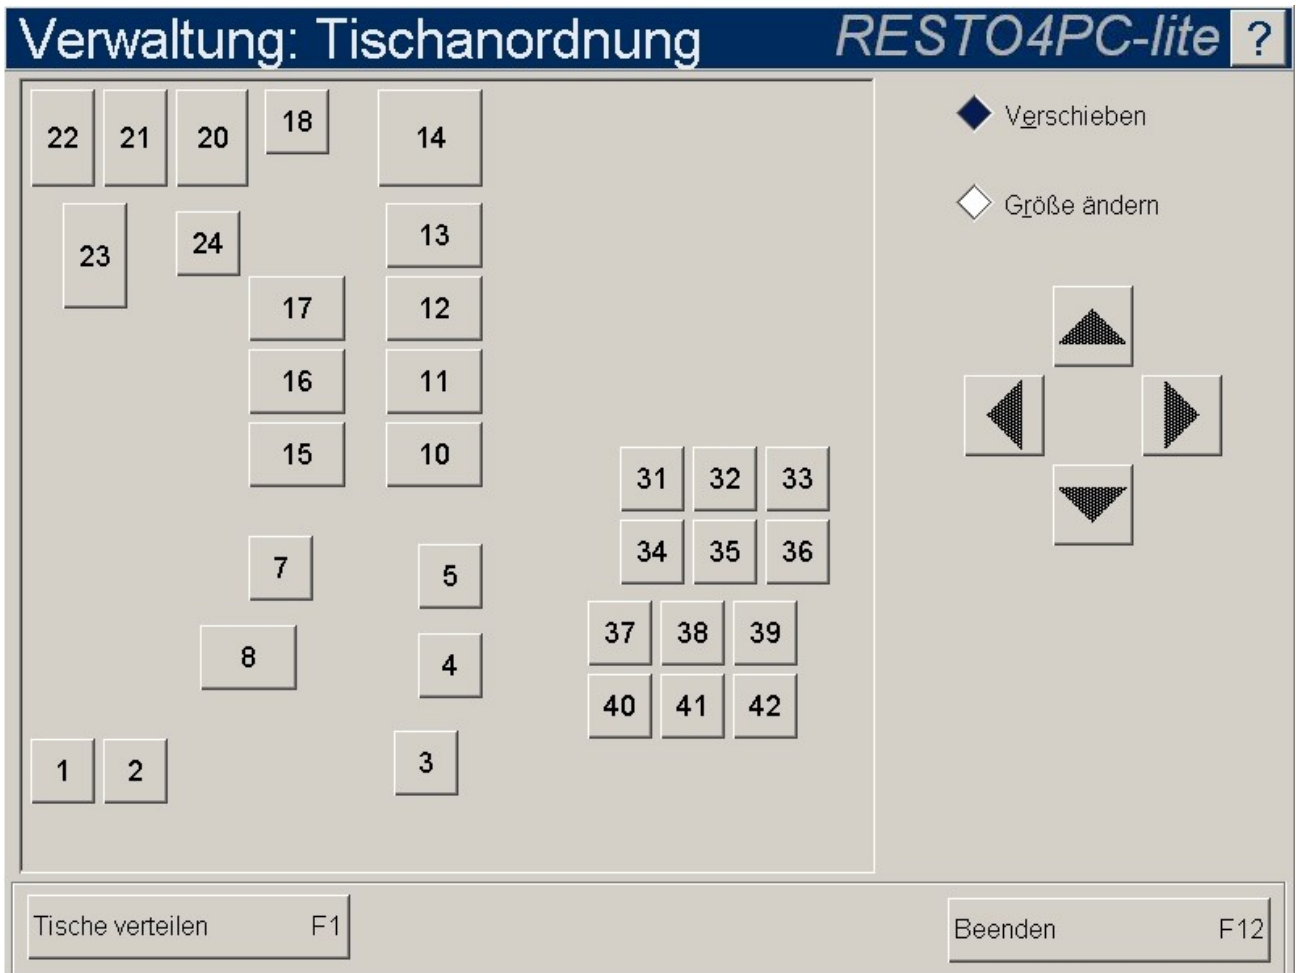 Verwaltung: Tischanordnung RESTO4PC-lite ?
22 21 20 18 14
Verschieben
Größe ändern
23 24 13
17 12
16 11
15 10
31 32 33
34 35 36
7 5
37 38 39
8 4
40 41 42
1 2 3
Tische verteilen F1
Beenden F12